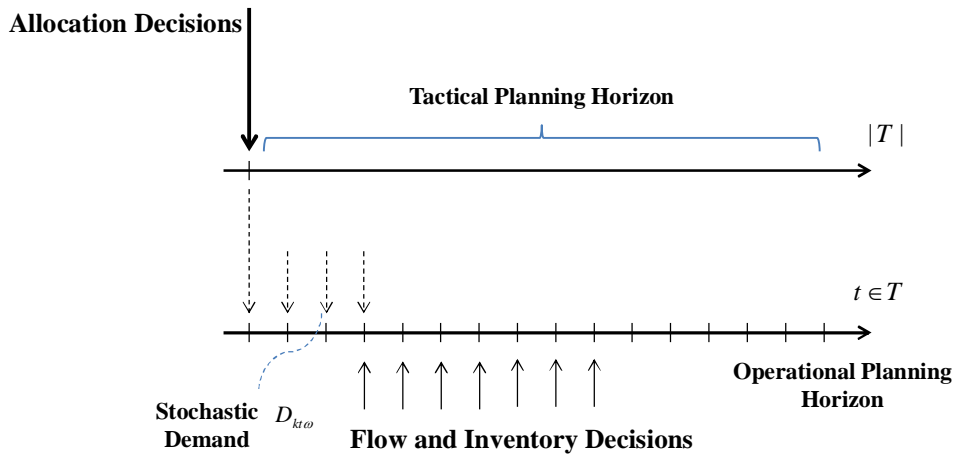 Allocation Decisions
Tactical Planning Horizon
|T|
t ∈ T
Operational Planning
Horizon
Stochastic
Demand
D_{ktω}
Flow and Inventory Decisions